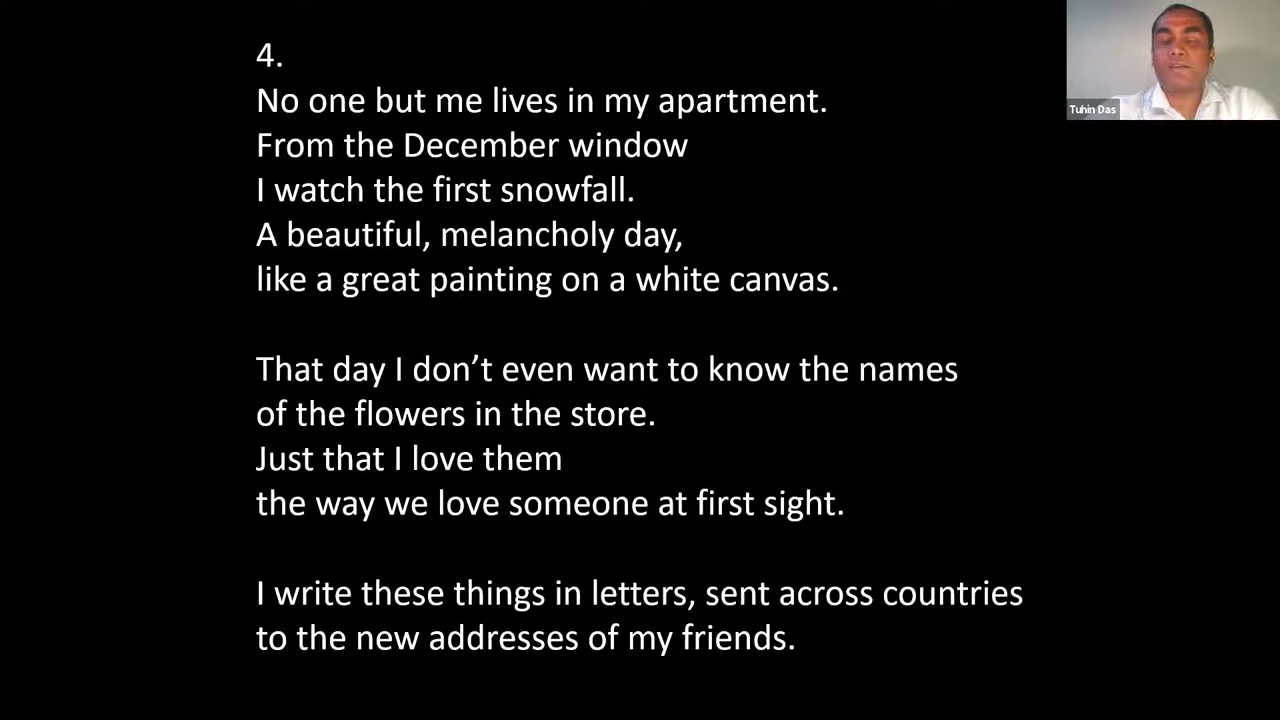 4.
No one but me lives in my apartment.
From the December window
I watch the first snowfall.
A beautiful, melancholy day,
like a great painting on a white canvas.
That day I don’t even want to know the names
of the flowers in the store.
Just that I love them
the way we love someone at first sight.
I write these things in letters, sent across countries
to the new addresses of my friends.
Tuhin Das